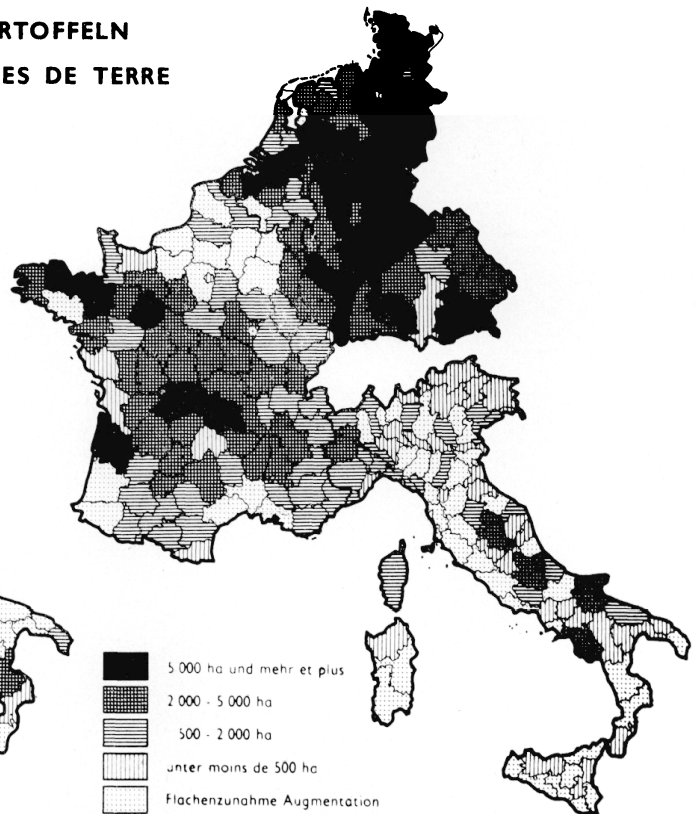 RTOFFELN
ES DE TERRE
5 000 ha und mehr et plus
2 000 - 5 000 ha
500 - 2 000 ha
unter moins de 500 ha
Flachenzunahme Augmentation